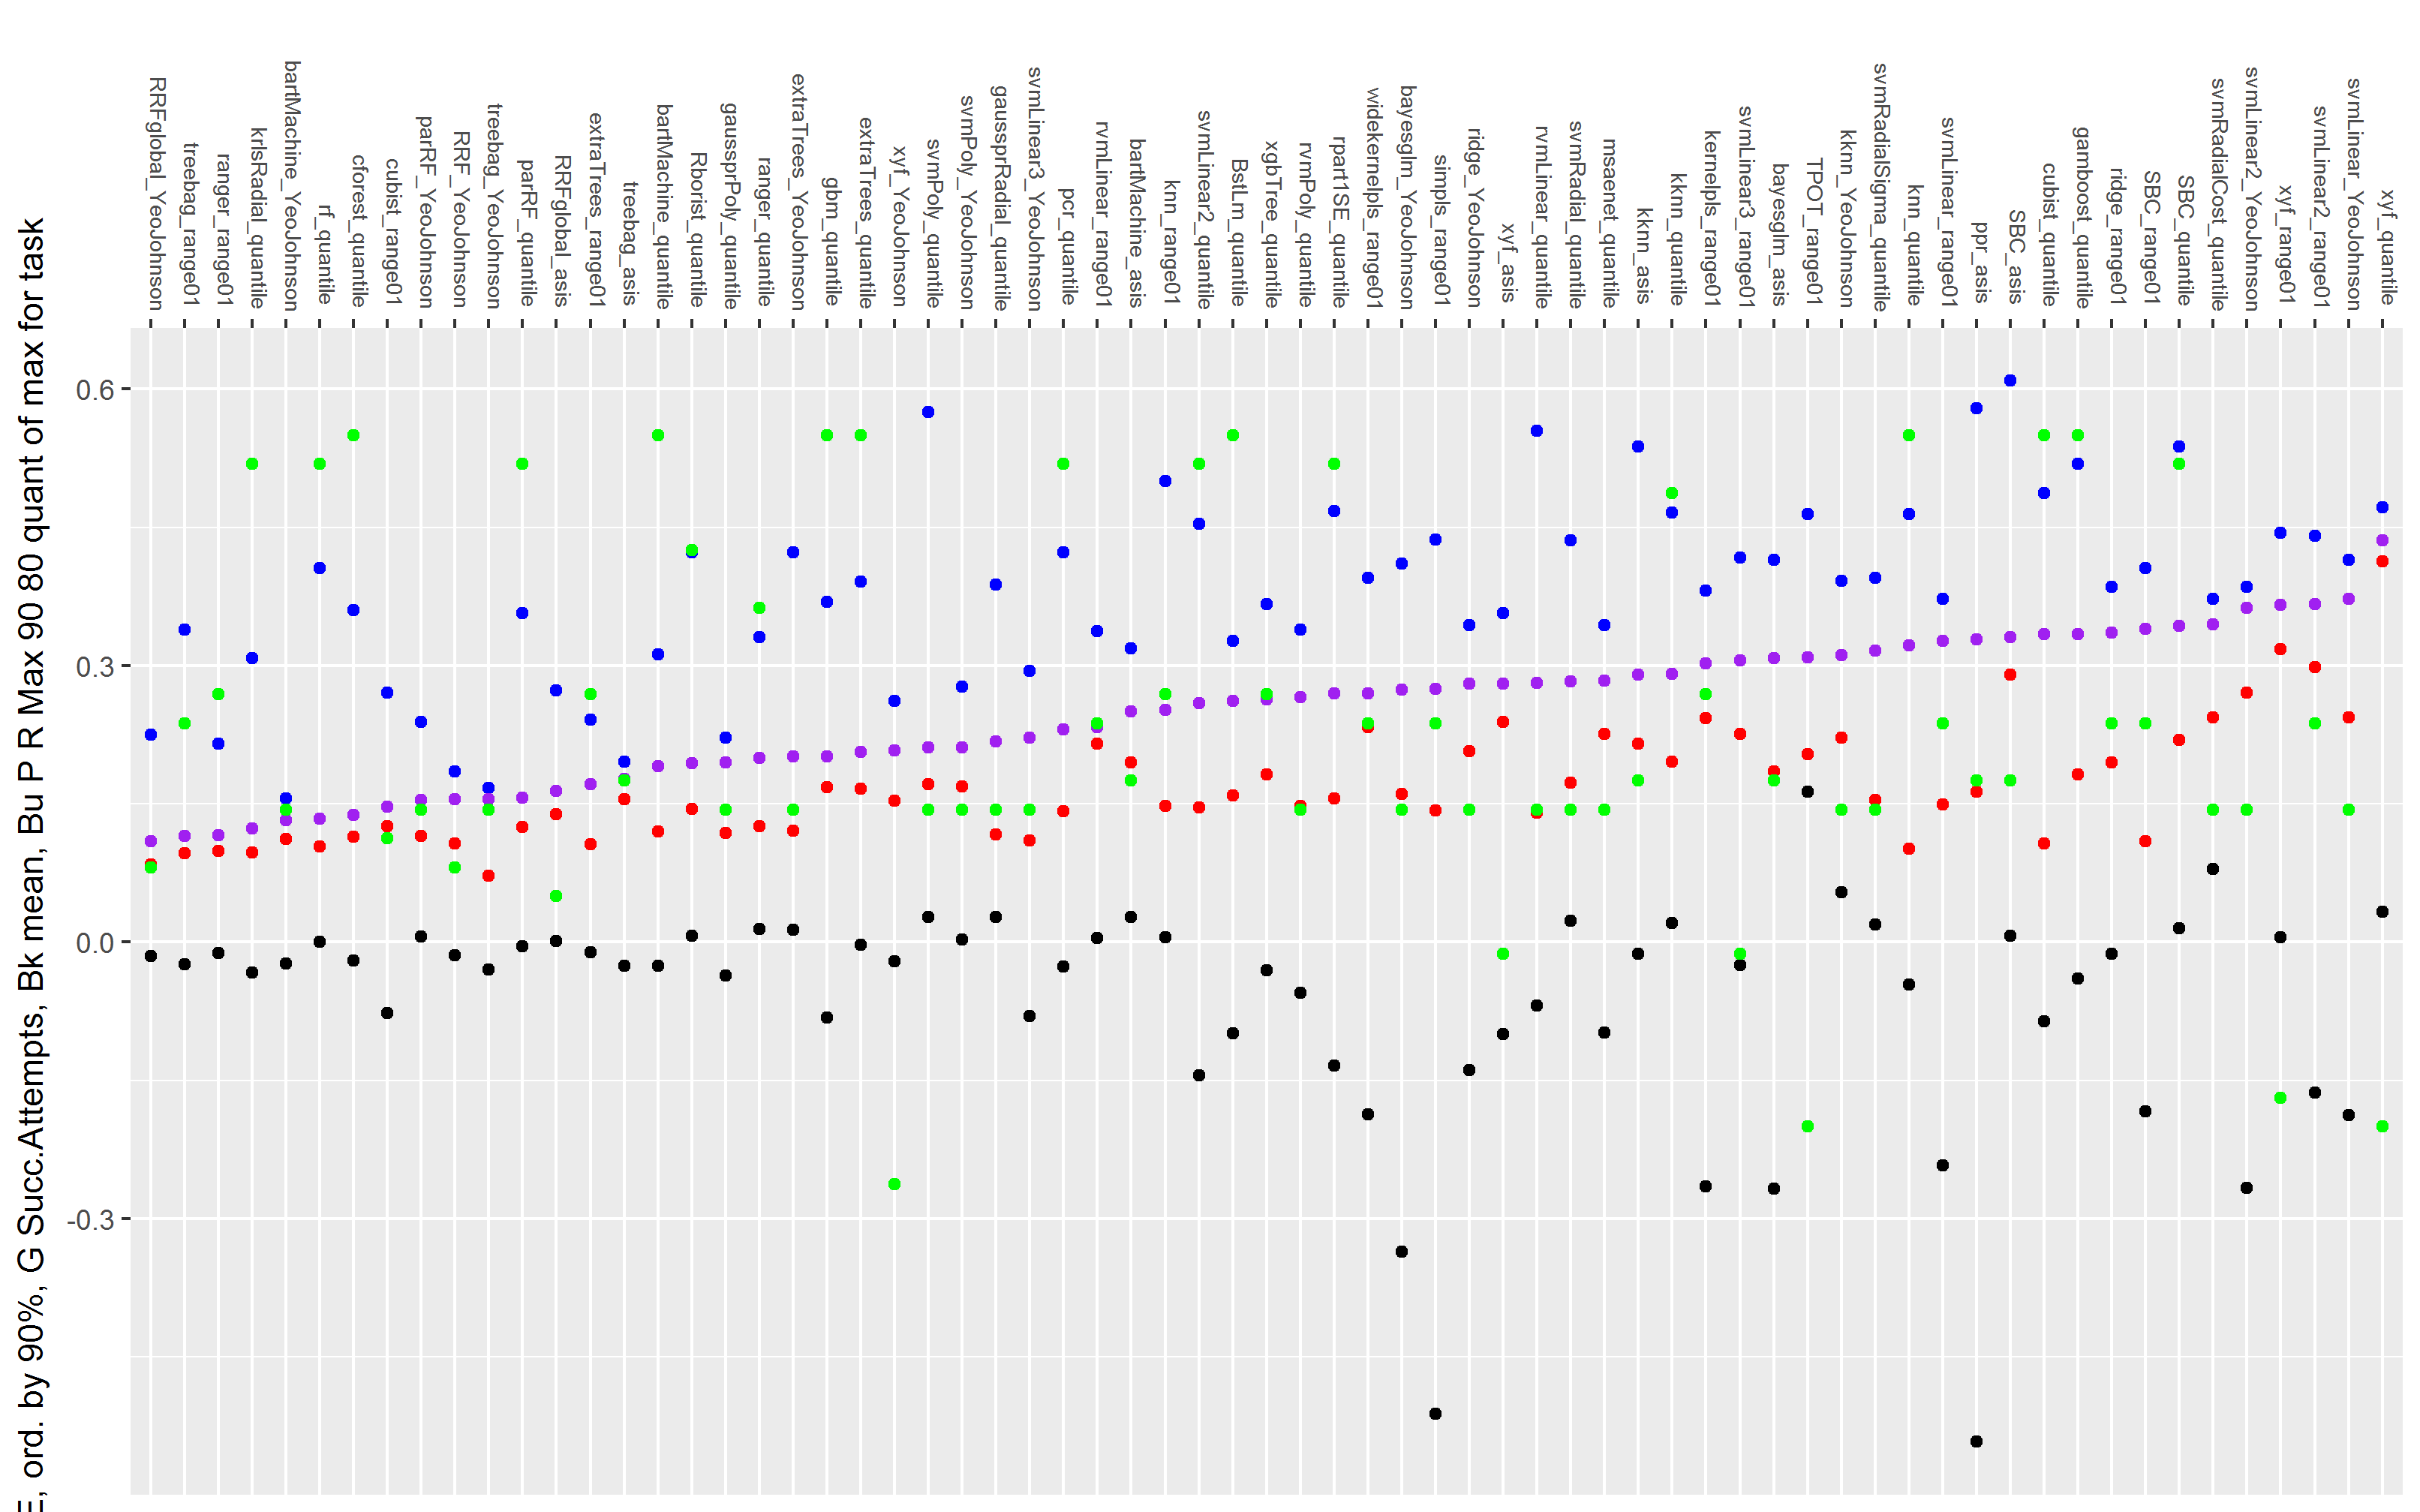 RRFglobal_YeoJohnson
treebag_range01
ranger_range01
krlsRadial_quantile
bartMachine_YeoJohnson
rf_quantile
cforest_quantile
cubist_range01
parRF_YeoJohnson
RRF_YeoJohnson
treebag_YeoJohnson
parRF_quantile
RRFglobal_asis
extraTrees_range01
treebag_asis
bartMachine_quantile
Rborist_quantile
gaussprPoly_quantile
ranger_quantile
extraTrees_YeoJohnson
gbm_quantile
extraTrees_quantile
xyf_YeoJohnson
svmPoly_quantile
svmPoly_YeoJohnson
gaussprRadial_quantile
svmLinear3_YeoJohnson
pcr_quantile
rvmLinear_range01
bartMachine_asis
knn_range01
svmLinear2_quantile
BstLm_quantile
xgbTree_quantile
rvmPoly_quantile
rpart1SE_quantile
widekernelpls_range01
bayesglm_YeoJohnson
simpls_range01
ridge_YeoJohnson
xyf_asis
rvmLinear_quantile
svmRadial_quantile
msaenet_quantile
kknn_asis
kknn_quantile
kernelpls_range01
svmLinear3_range01
bayesglm_asis
TPOT_range01
kknn_YeoJohnson
svmRadialSigma_quantile
knn_quantile
svmLinear_range01
ppr_asis
SBC_asis
cubist_quantile
gamboost_quantile
ridge_range01
SBC_range01
SBC_quantile
svmRadialCost_quantile
svmLinear2_YeoJohnson
xyf_range01
svmLinear2_range01
svmLinear_YeoJohnson
xyf_quantile
0.6
0.3
0.0
-0.3
, ord. by 90%, G Succ.Attempts, Bk mean, Bu P R Max 90 80 quant of max for task